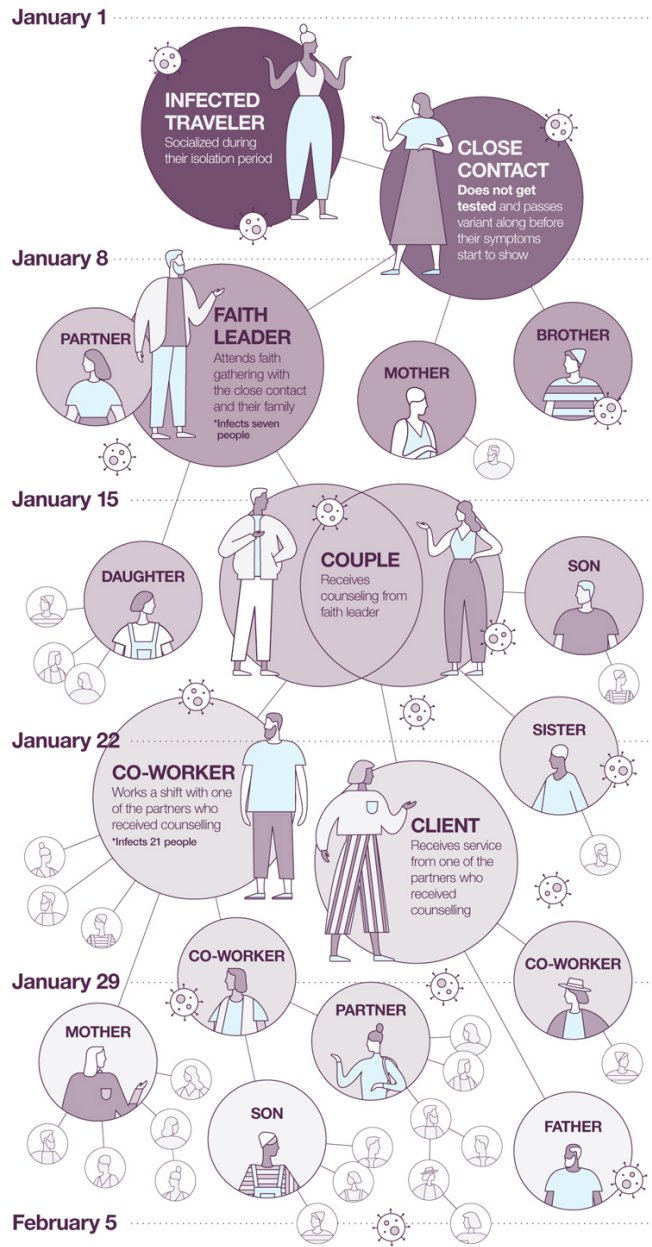 January 1
INFECTED
TRAVELER
Socialized during
their isolation period
CLOSE
CONTACT
Does not get
tested and passes
variant along before
their symptoms
start to show
January 8
FAITH
LEADER
Attends faith
gathering with
the close contact
and their family
*Infects seven
people
PARTNER
MOTHER
BROTHER
January 15
COUPLE
Receives
counseling from
faith leader
DAUGHTER
SON
SISTER
January 22
CO-WORKER
Works a shift with one
of the partners who
received counselling
*Infects 21 people
CLIENT
Receives service
from one of the
partners who
received
counselling
CO-WORKER
CO-WORKER
January 29
PARTNER
MOTHER
SON
FATHER
February 5